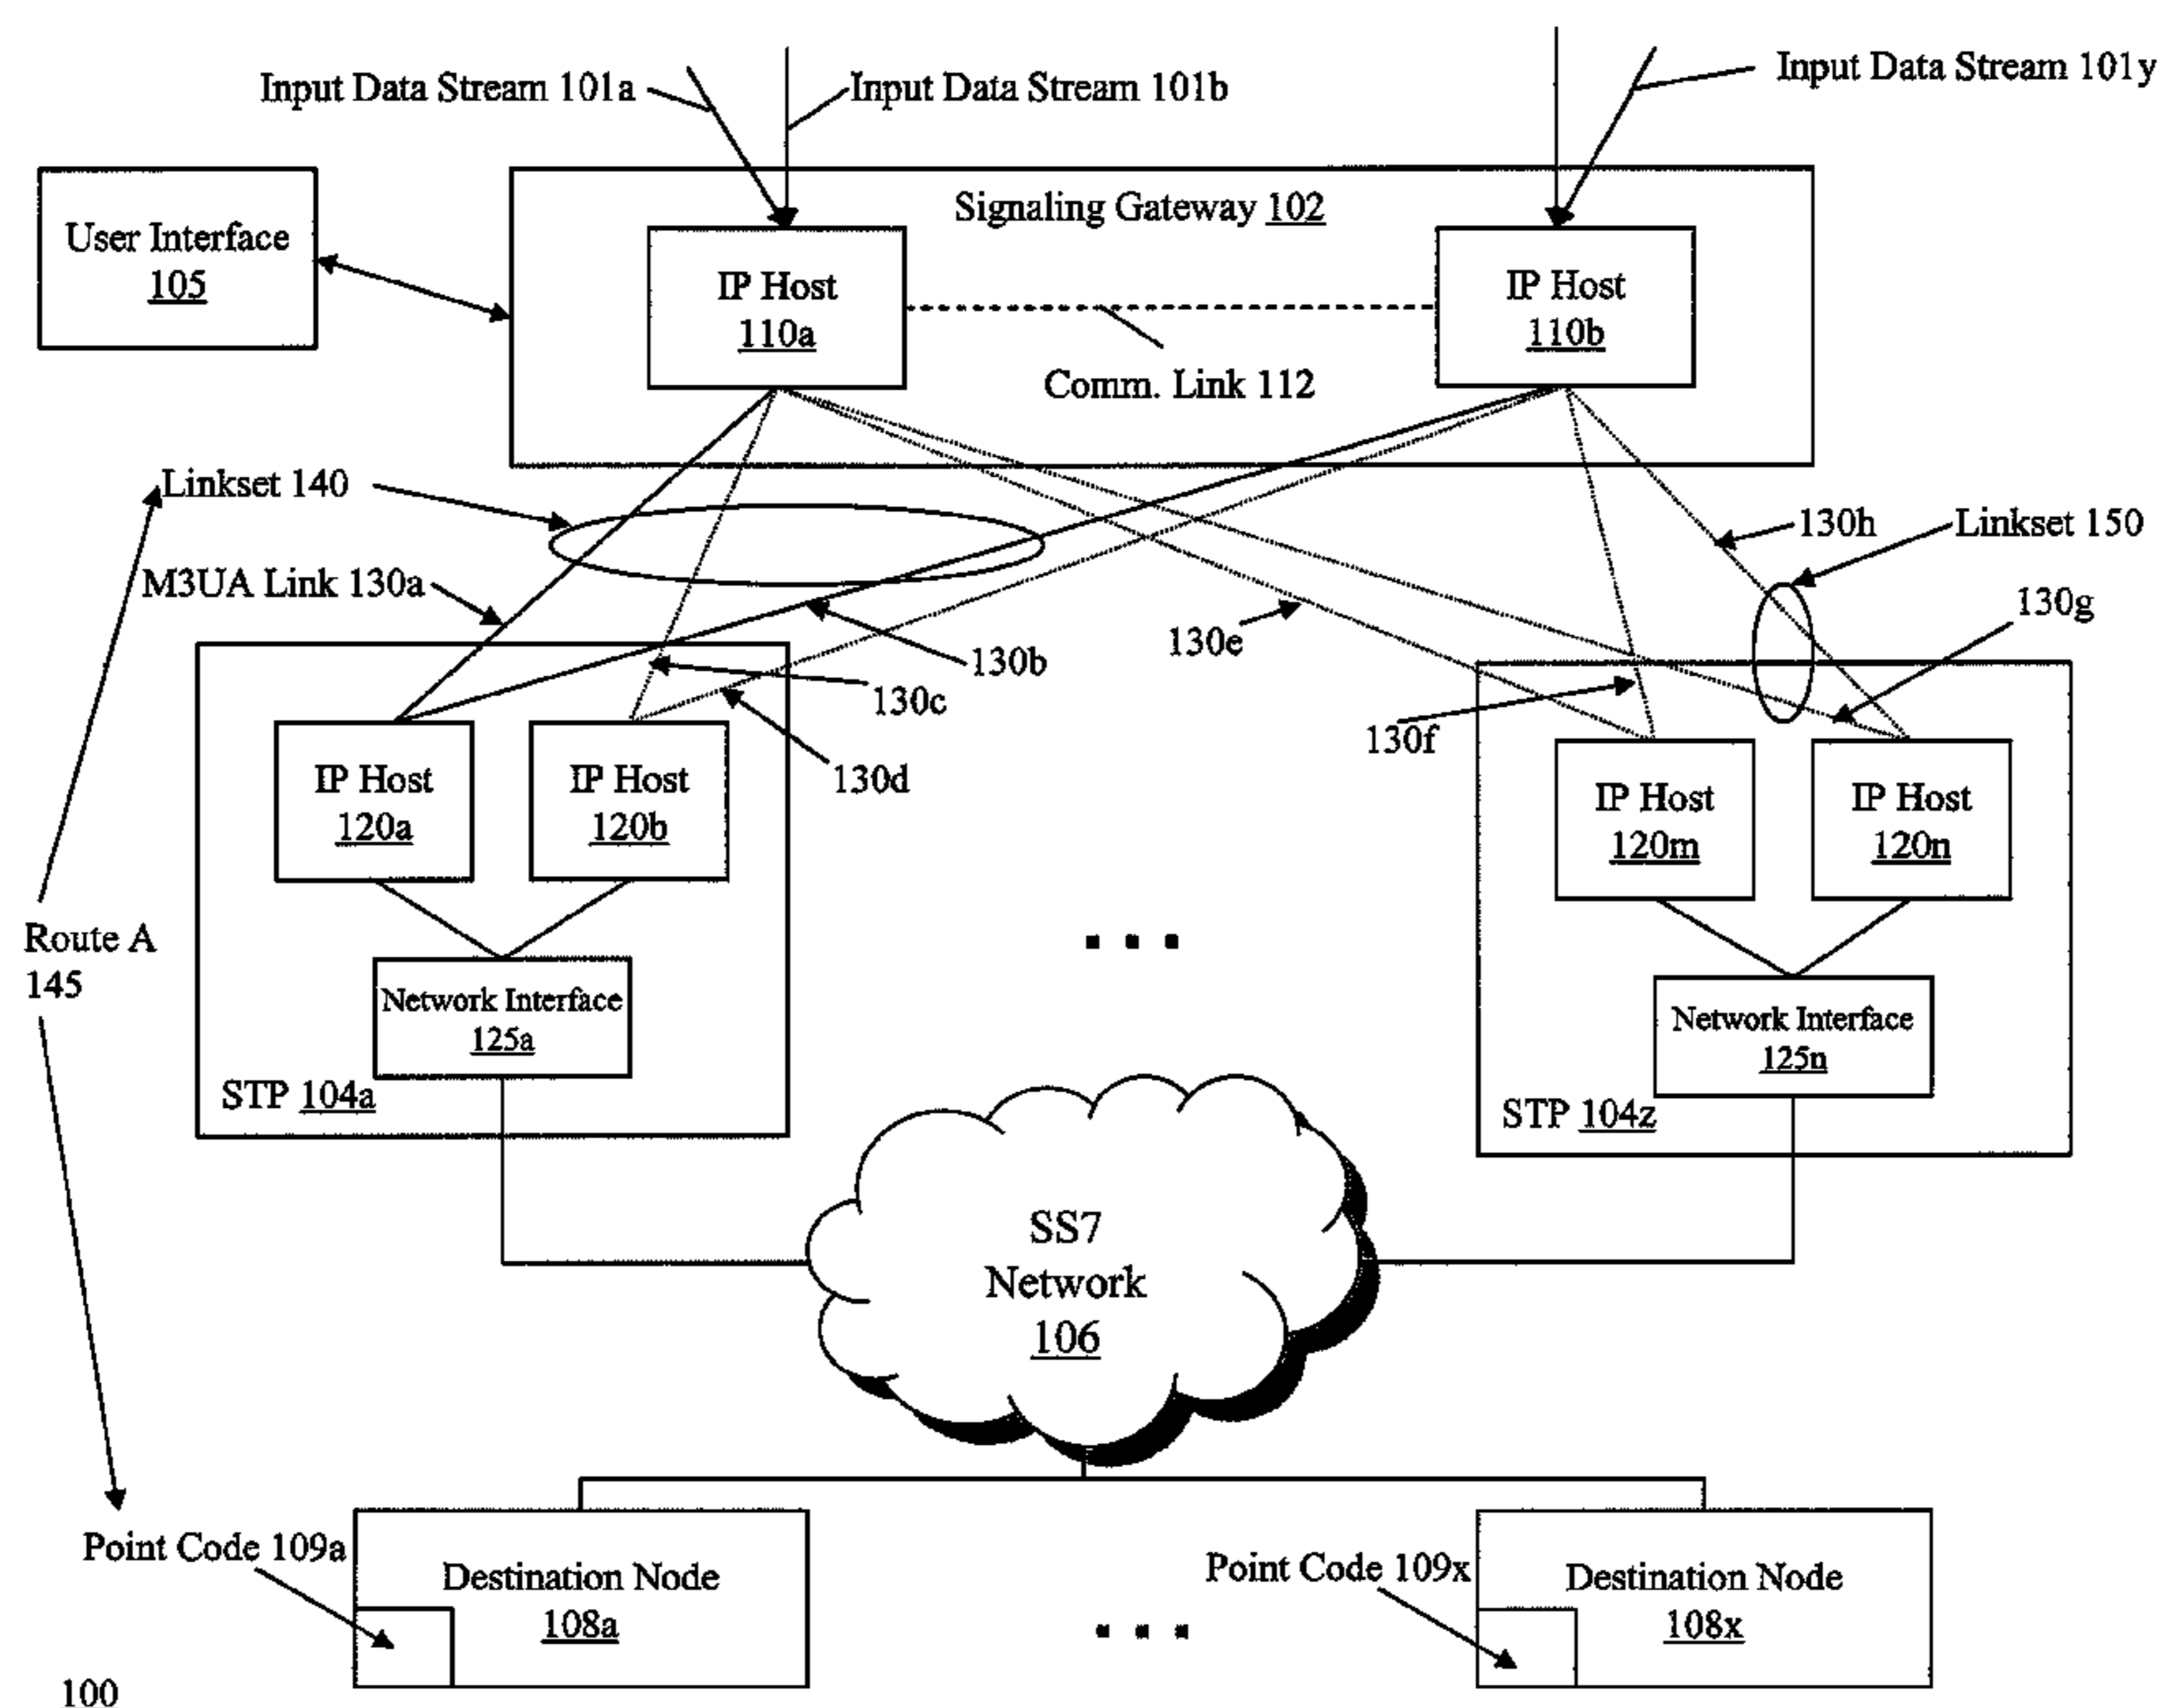 Input Data Stream 101a
Input Data Stream 101b
Input Data Stream 101y
User Interface
105
Signaling Gateway 102
IP Host
110a
IP Host
110b
Comm. Link 112
Linkset 140
M3UA Link 130a
130b
130c
130d
130e
130f
130h
Linkset 150
130g
IP Host
120a
IP Host
120b
IP Host
120m
IP Host
120n
Route A
145
Network Interface
125a
STP 104a
...
Network Interface
125n
STP 104z
SS7
Network
106
Point Code 109a
Destination Node
108a
...
Point Code 109x
Destination Node
108x
100